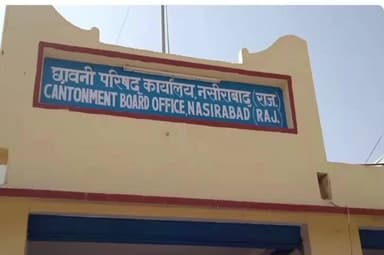 छावनी परिषद कार्यालय, नसीराबाद (राज.)
CANTONMENT BOARD OFFICE, NASIRABAD (RAJ.)